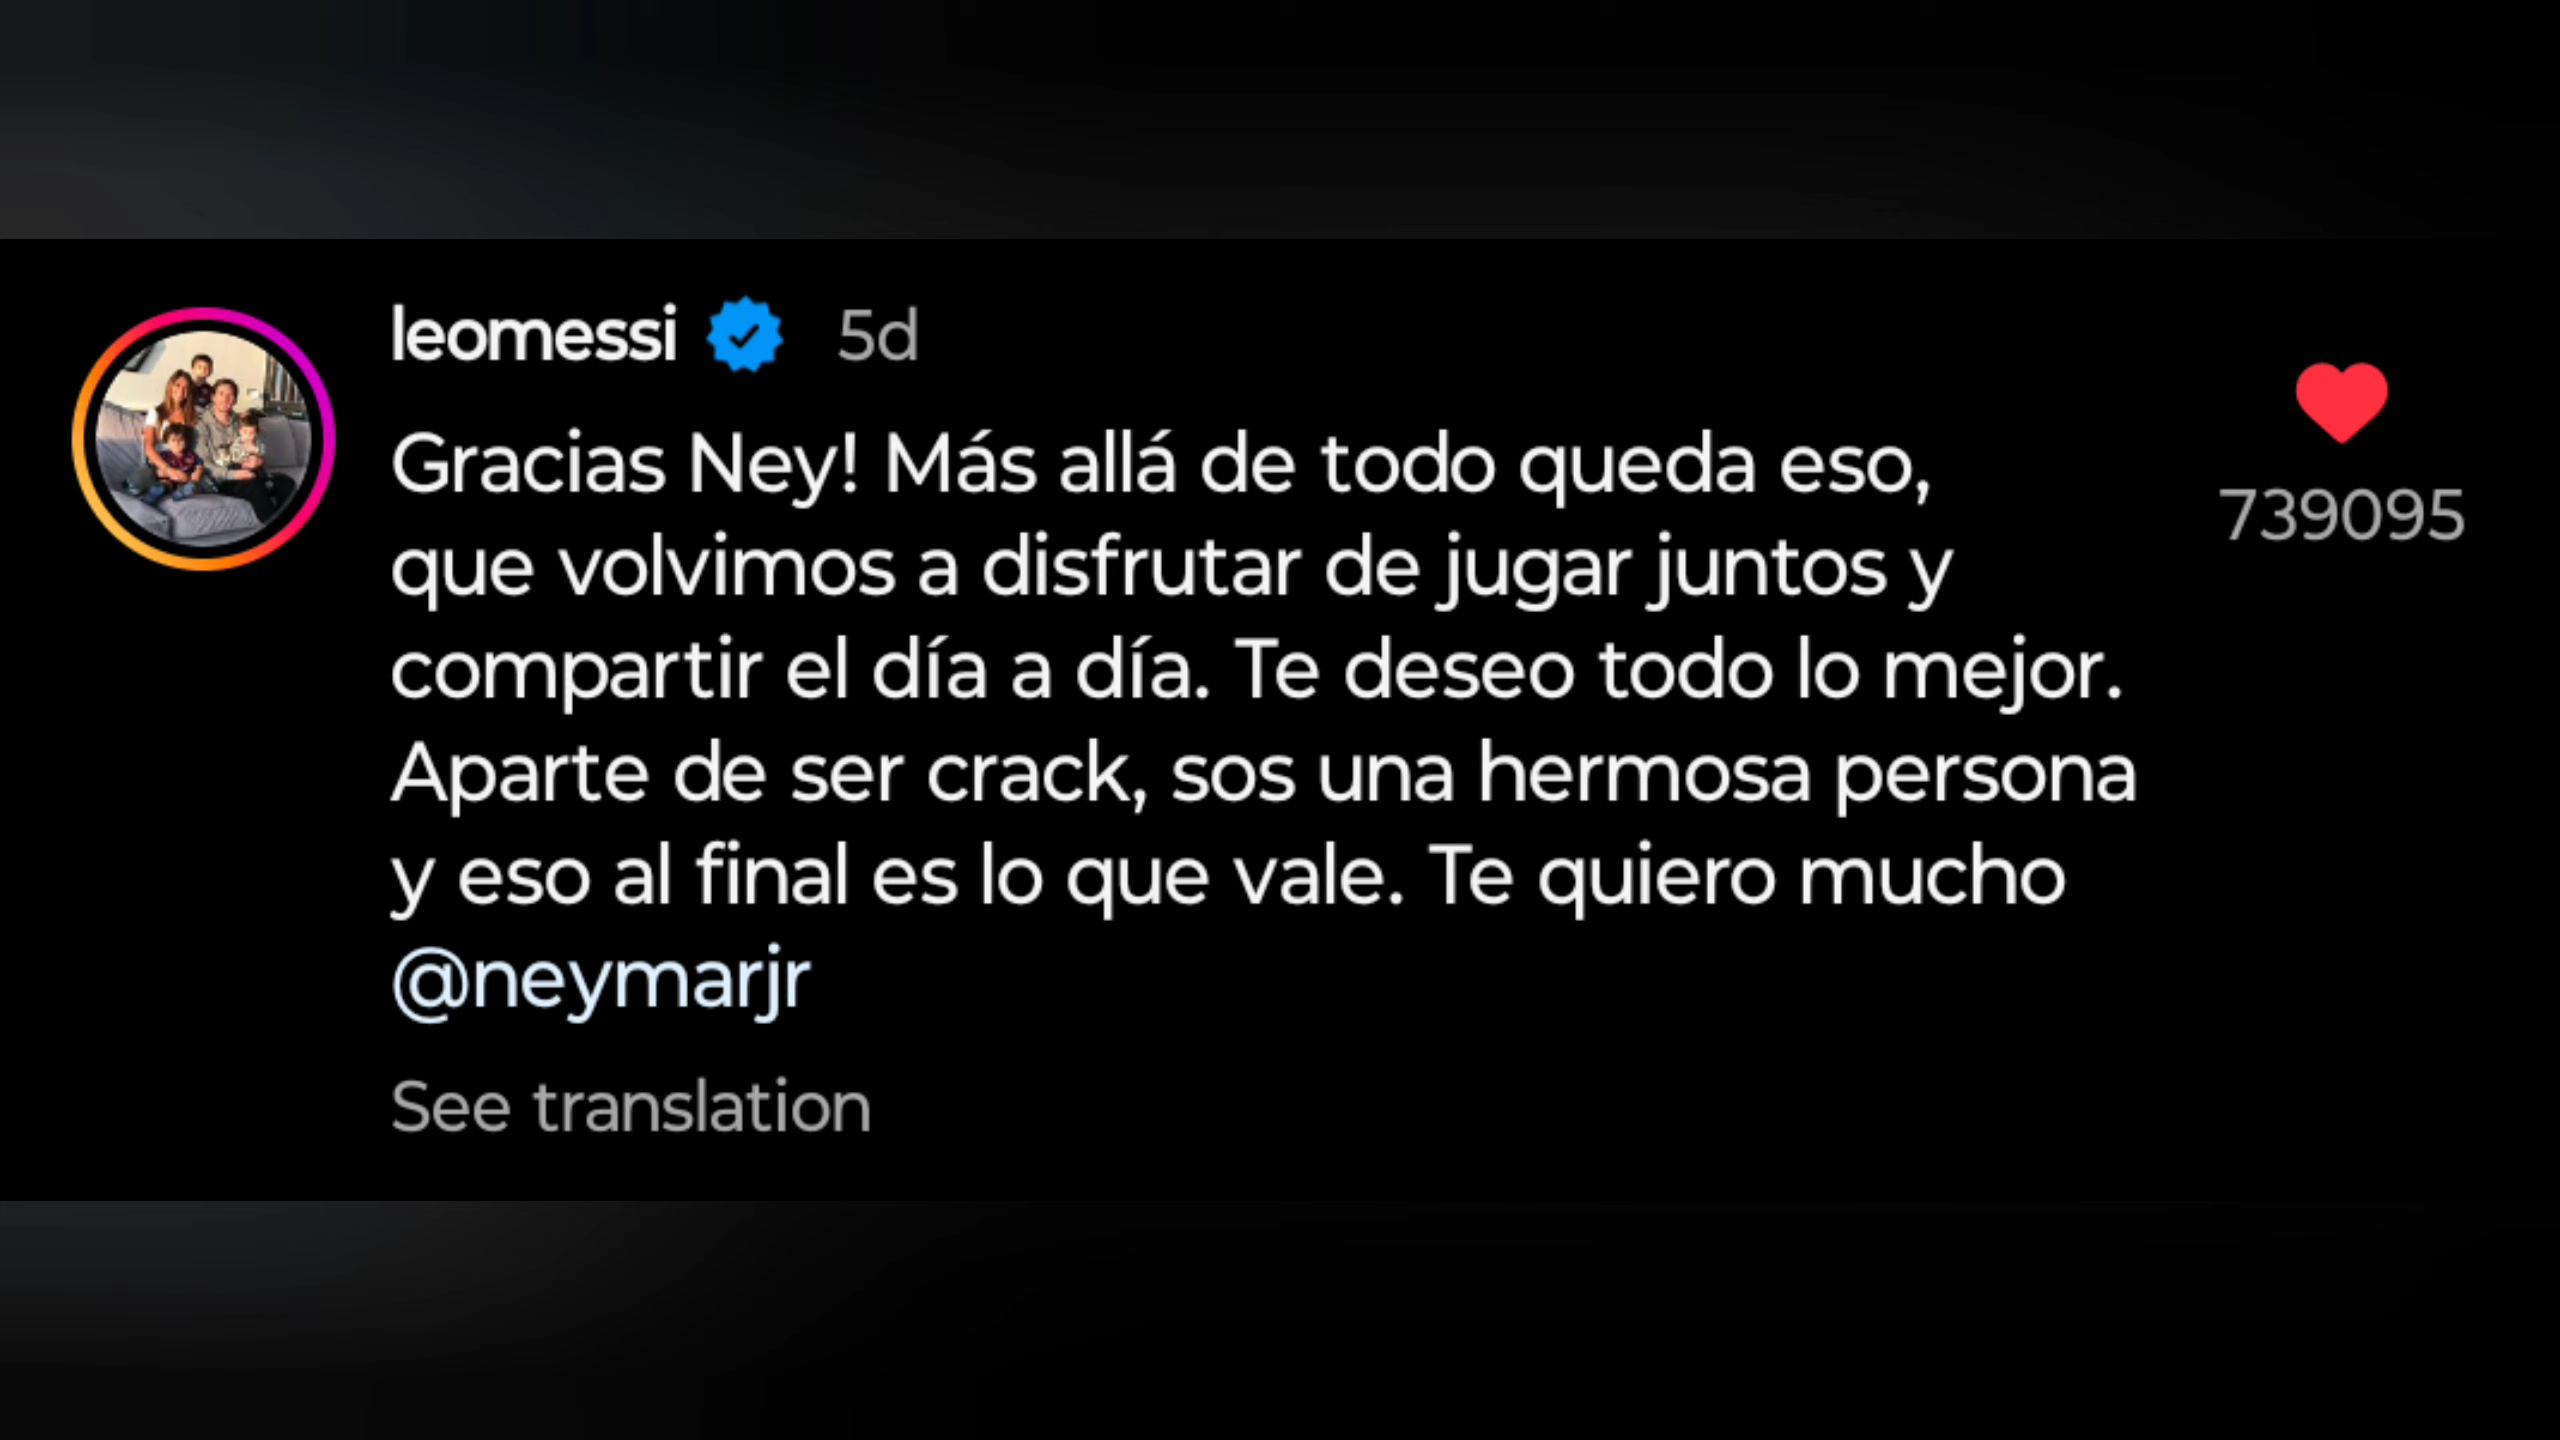 leomessi 5d
Gracias Ney! Más allá de todo queda eso,
que volvimos a disfrutar de jugar juntos y
compartir el día a día. Te deseo todo lo mejor.
Aparte de ser crack, sos una hermosa persona
y eso al final es lo que vale. Te quiero mucho
@neymarjr
See translation
739095